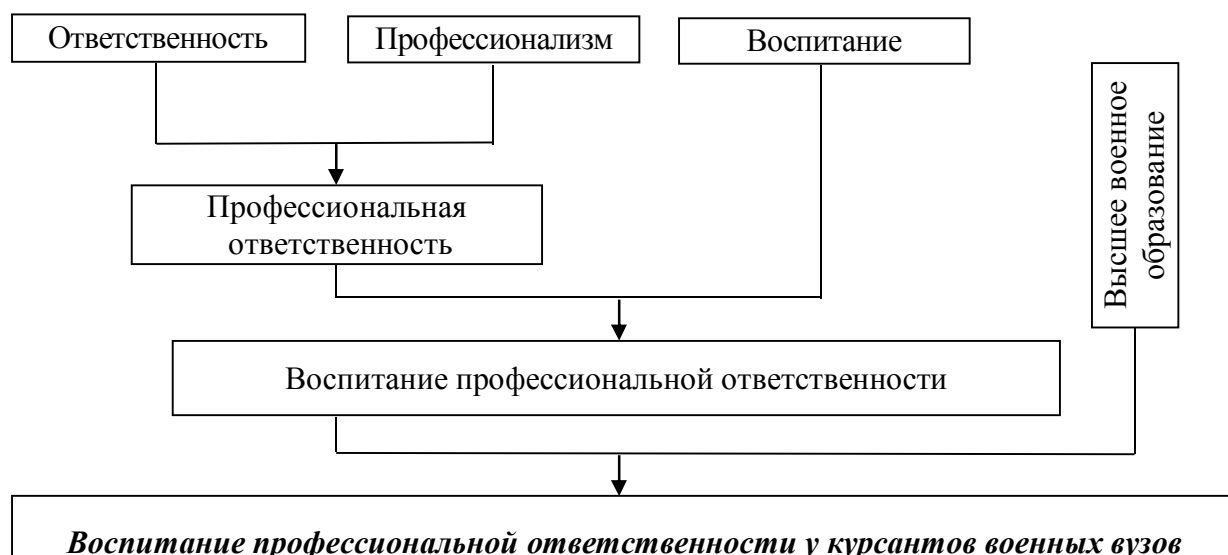 Ответственность
Профессионализм
Воспитание
Высшее военное
образование
Профессиональная
ответственность
Воспитание профессиональной ответственности
Воспитание профессиональной ответственности у курсантов военных вузов